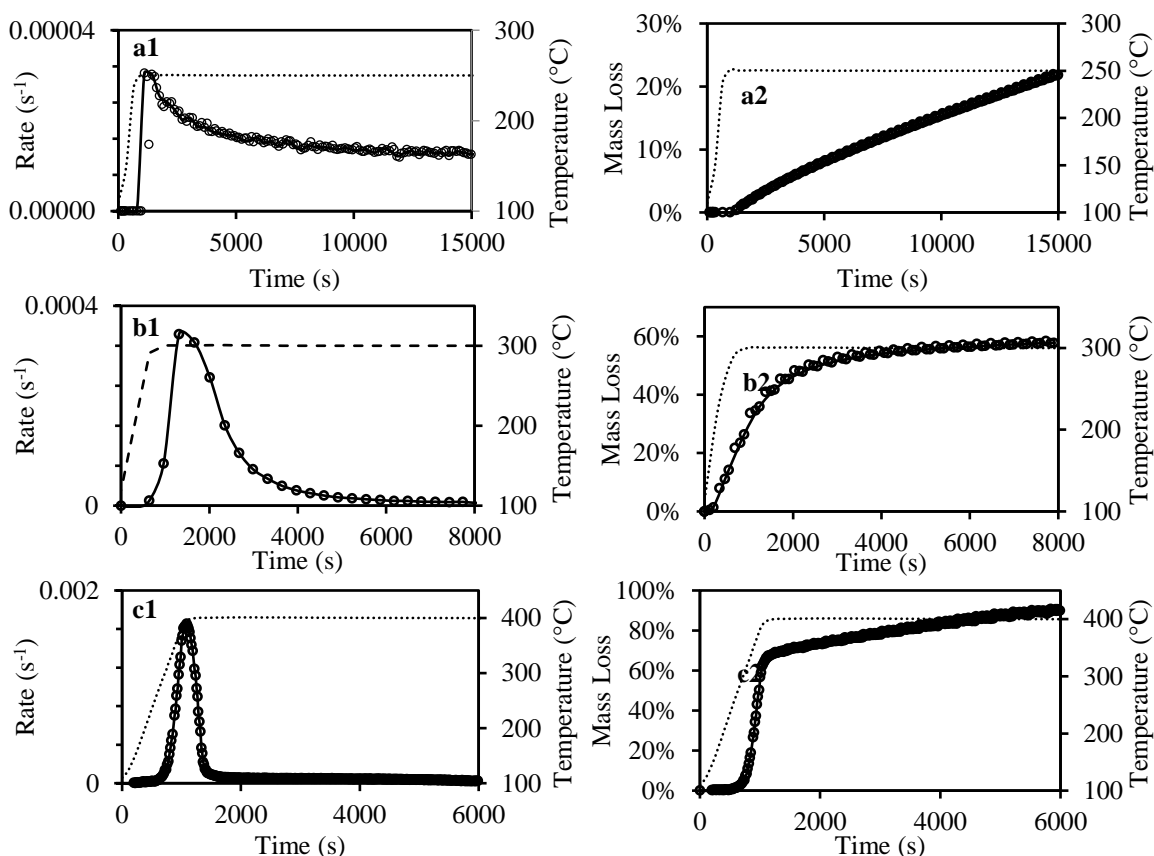 0.00004
0.00000
Rate (s⁻¹)
a1
300
250
200
150
100
Temperature (°C)
0 5000 10000 15000
Time (s)
30%
20%
10%
0%
Mass Loss
a2
300
250
200
150
100
Temperature (°C)
0 5000 10000 15000
Time (s)
0.0004
0
Rate (s⁻¹)
b1
300
200
100
Temperature (°C)
0 2000 4000 6000 8000
Time (s)
60%
40%
20%
0%
Mass Loss
b2
300
200
100
Temperature (°C)
0 2000 4000 6000 8000
Time (s)
0.002
0
Rate (s⁻¹)
c1
400
300
200
100
Temperature (°C)
0 2000 4000 6000
Time (s)
100%
80%
60%
40%
20%
0%
Mass Loss
c2
400
300
200
100
Temperature (°C)
0 2000 4000 6000
Time (s)